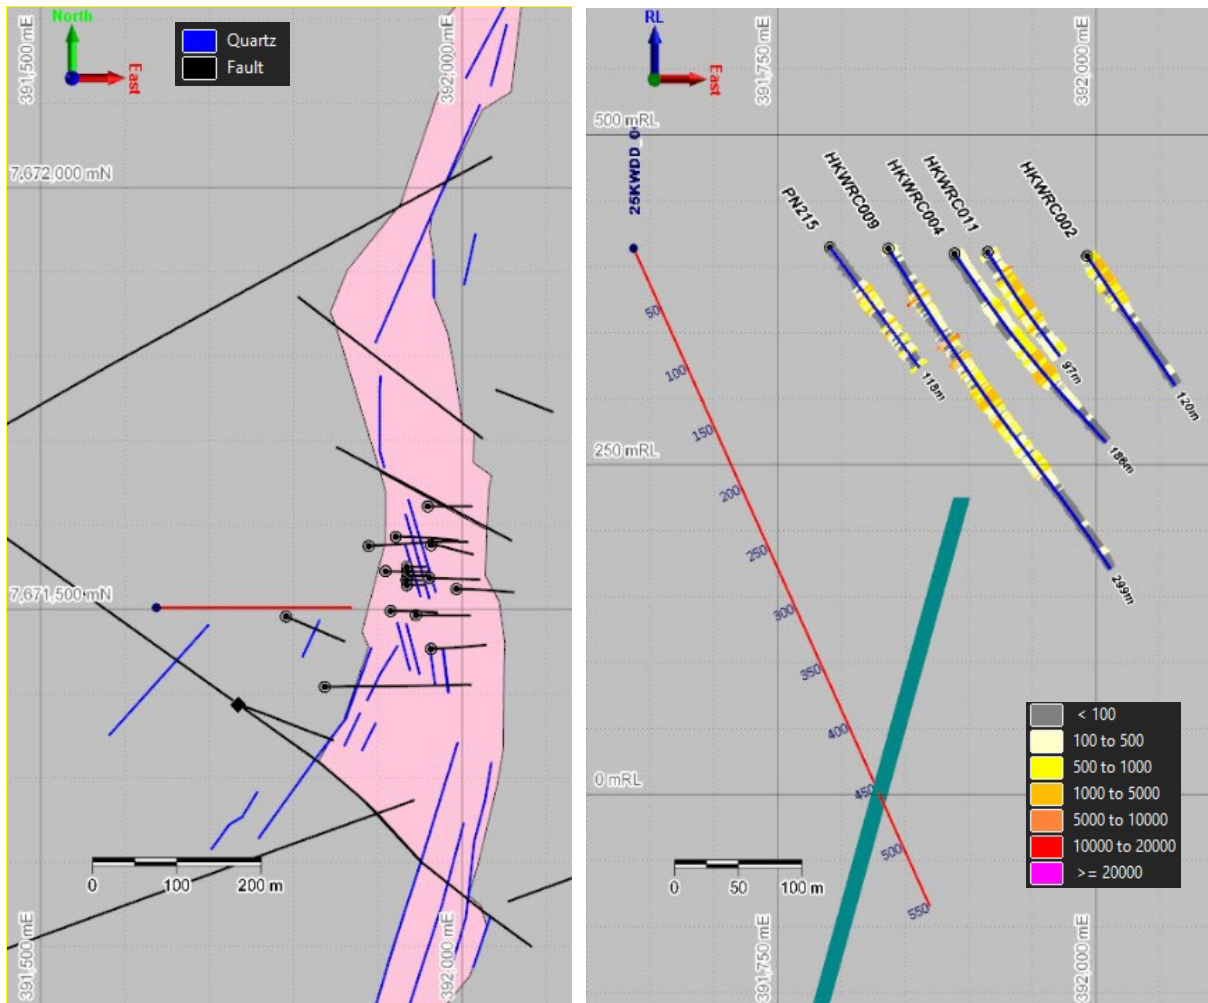 North
East
391,500 mE
392,000 mE
Quartz
Fault
7,672,000 mN
7,671,500 mN
0 100 200 m
391,500 mE
392,000 mE
RL
East
391,750 mE
392,000 mE
500 mRL
PN215
HKWRC009
HKWRC004
HKWRC011
HKWRC002
50
100
150
200
250
300
350
400
450
500
550
118m
97m
120m
186m
299m
250 mRL
0 mRL
< 100
100 to 500
500 to 1000
1000 to 5000
5000 to 10000
10000 to 20000
>= 20000
0 50 100 m
391,750 mE
392,000 mE